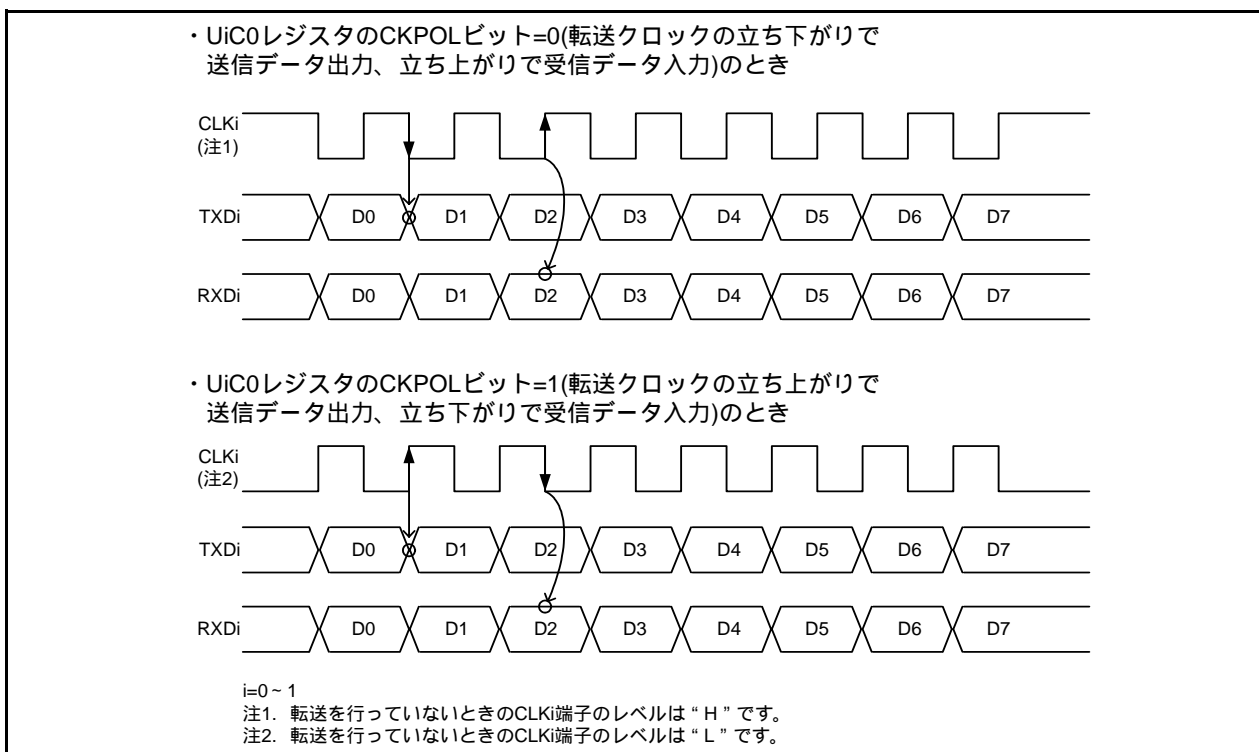 ・UiC0レジスタのCKPOLビット=0(転送クロックの立ち下がりで
送信データ出力、立ち上がりで受信データ入力)のとき
CLKi
(注1)
TXDi D0 D1 D2 D3 D4 D5 D6 D7
RXDi D0 D1 D2 D3 D4 D5 D6 D7
・UiC0レジスタのCKPOLビット=1(転送クロックの立ち上がりで
送信データ出力、立ち下がりで受信データ入力)のとき
CLKi
(注2)
TXDi D0 D1 D2 D3 D4 D5 D6 D7
RXDi D0 D1 D2 D3 D4 D5 D6 D7
i=0~1
注1. 転送を行っていないときのCLKi端子のレベルは“H”です。
注2. 転送を行っていないときのCLKi端子のレベルは“L”です。